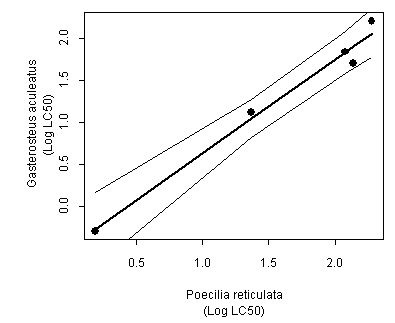 Gasterosteus aculeatus
(Log LC50)
2.0
1.5
1.0
0.5
0.0
0.5 1.0 1.5 2.0
Poecilia reticulata
(Log LC50)